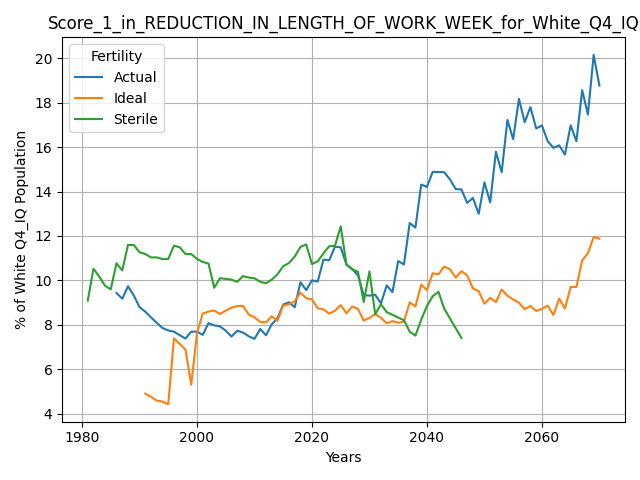 Score_1_in_REDUCTION_IN_LENGTH_OF_WORK_WEEK_for_White_Q4_IQ
Fertility
Actual
Ideal
Sterile
% of White Q4_IQ Population
20
18
16
14
12
10
8
6
4
1980 2000 2020 2040 2060
Years